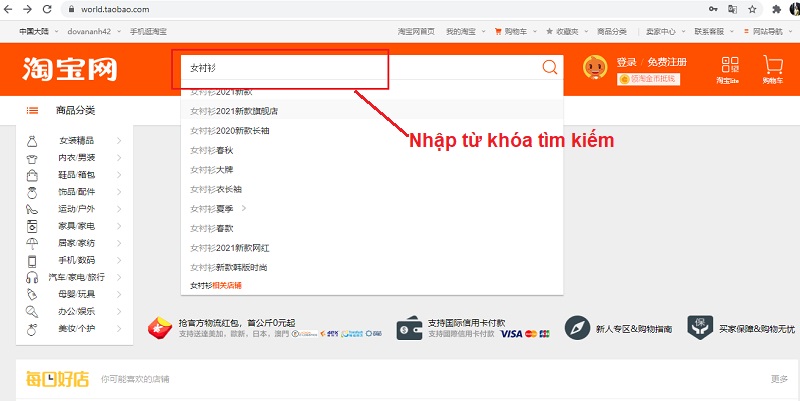 world.taobao.com
中国大陆 dovananh42 手机逛淘宝 淘宝网首页 我的淘宝 购物车 收藏夹 商品分类 卖家中心 联系客服 网站导航
淘宝网 女衬衫 登录 / 免费注册
领淘金币抵钱 淘宝lite 购物车
女衬衫2021新款
商品分类 女衬衫2021新款旗舰店
女衬衫2020新款长袖
Nhập từ khóa tìm kiếm
女装精品 女衬衫春秋
内衣/男装 女衬衫大牌
鞋品/箱包 女衬衫衣长袖
饰品/配件 女衬衫夏季
运动/户外 女衬衫春款
家具/家电 女衬衫2021新款网红
居家/家纺 女衬衫新款韩版时尚
手机/数码 女衬衫相关店铺
汽车/家电/旅行
母婴/玩具
办公/娱乐
美妆/个护
抢官方物流红包，首公斤0元起 支持国际信用卡付款 新人专区&购物指南 买家保障&购物无忧
支持送達美加，歐新，日本，澳門 支持國際信用卡付款 VISA
每日好店 你可能喜欢的店铺 更多